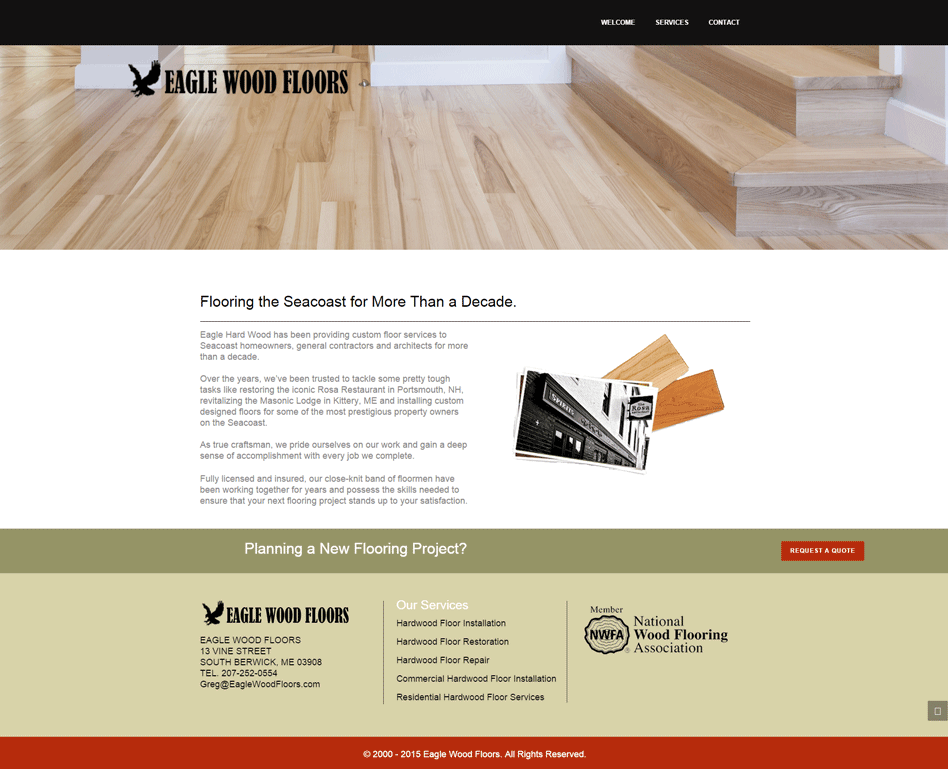 WELCOME
SERVICES
CONTACT
EAGLE WOOD FLOORS
Flooring the Seacoast for More Than a Decade.
Eagle Hard Wood has been providing custom floor services to
Seacoast homeowners, general contractors and architects for more
than a decade.
Over the years, we've been trusted to tackle some pretty tough
tasks like restoring the iconic Rosa Restaurant in Portsmouth, NH,
revitalizing the Masonic Lodge in Kittery, ME and installing custom
designed floors for some of the most prestigious property owners
on the Seacoast.
As true craftsman, we pride ourselves on our work and gain a deep
sense of accomplishment with every job we complete.
Fully licensed and insured, our close-knit band of floormen have
been working together for years and possess the skills needed to
ensure that your next flooring project stands up to your satisfaction.
SPIRITS
Rosa
Planning a New Flooring Project?
REQUEST A QUOTE
EAGLE WOOD FLOORS
EAGLE WOOD FLOORS
13 VINE STREET
SOUTH BERWICK, ME 03908
TEL. 207-252-0554
Greg@EagleWoodFloors.com
Our Services
Hardwood Floor Installation
Hardwood Floor Restoration
Hardwood Floor Repair
Commercial Hardwood Floor Installation
Residential Hardwood Floor Services
Member
NWFA
®
National
Wood Flooring
Association
© 2000 - 2015 Eagle Wood Floors. All Rights Reserved.